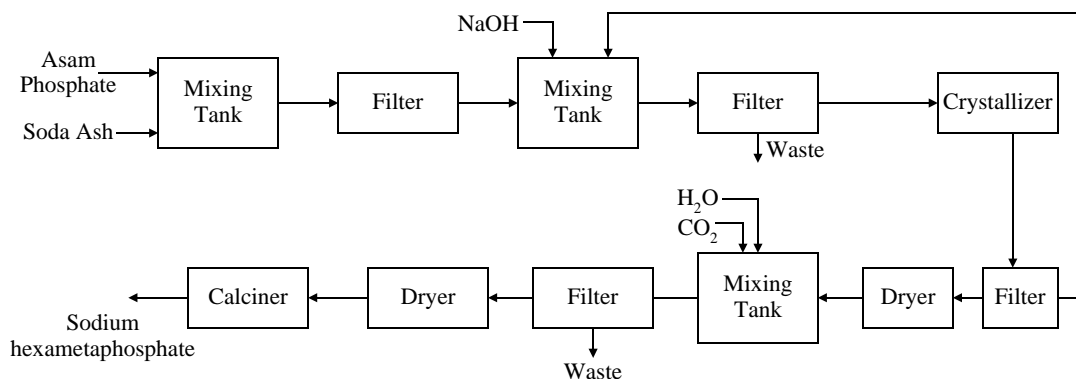 NaOH
Asam
Phosphate
Soda Ash
Mixing
Tank
Filter
Mixing
Tank
Filter
Waste
Crystallizer
H₂O
CO₂
Mixing
Tank
Dryer
Filter
Calciner
Dryer
Filter
Waste
Sodium
hexametaphosphate